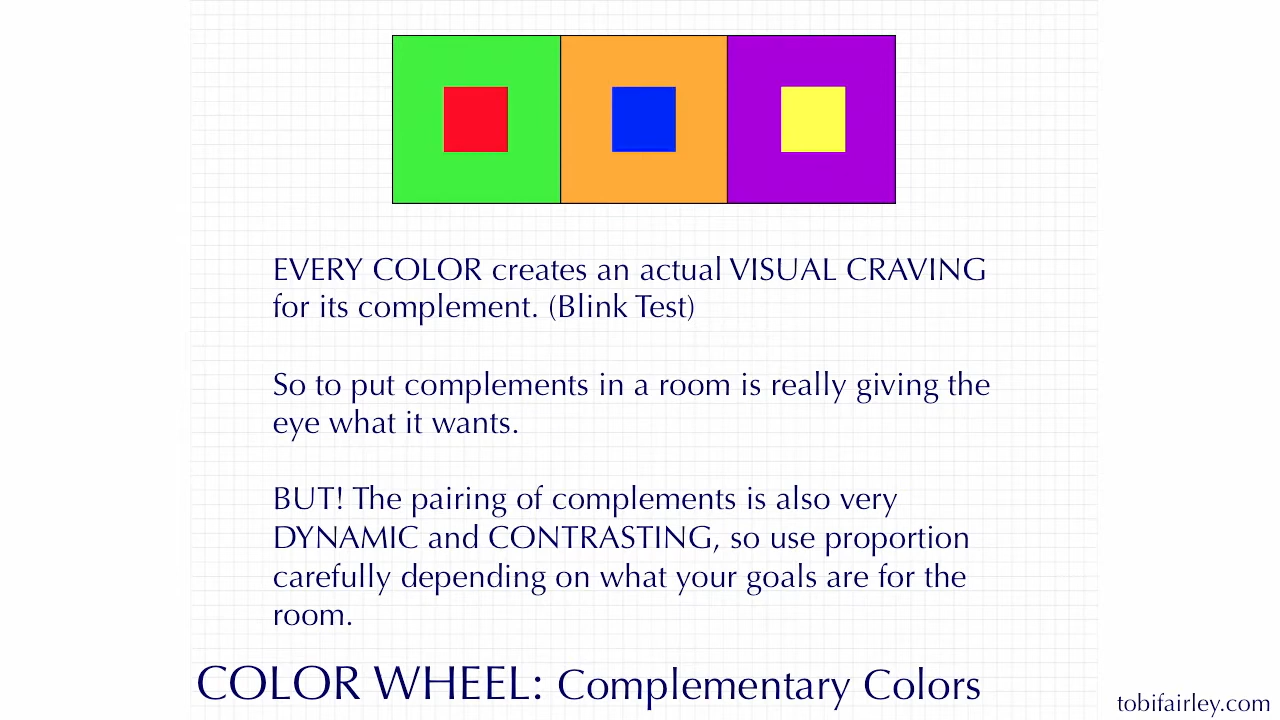 EVERY COLOR creates an actual VISUAL CRAVING
for its complement. (Blink Test)
So to put complements in a room is really giving the
eye what it wants.
BUT! The pairing of complements is also very
DYNAMIC and CONTRASTING, so use proportion
carefully depending on what your goals are for the
room.
COLOR WHEEL: Complementary Colors
tobifairley.com